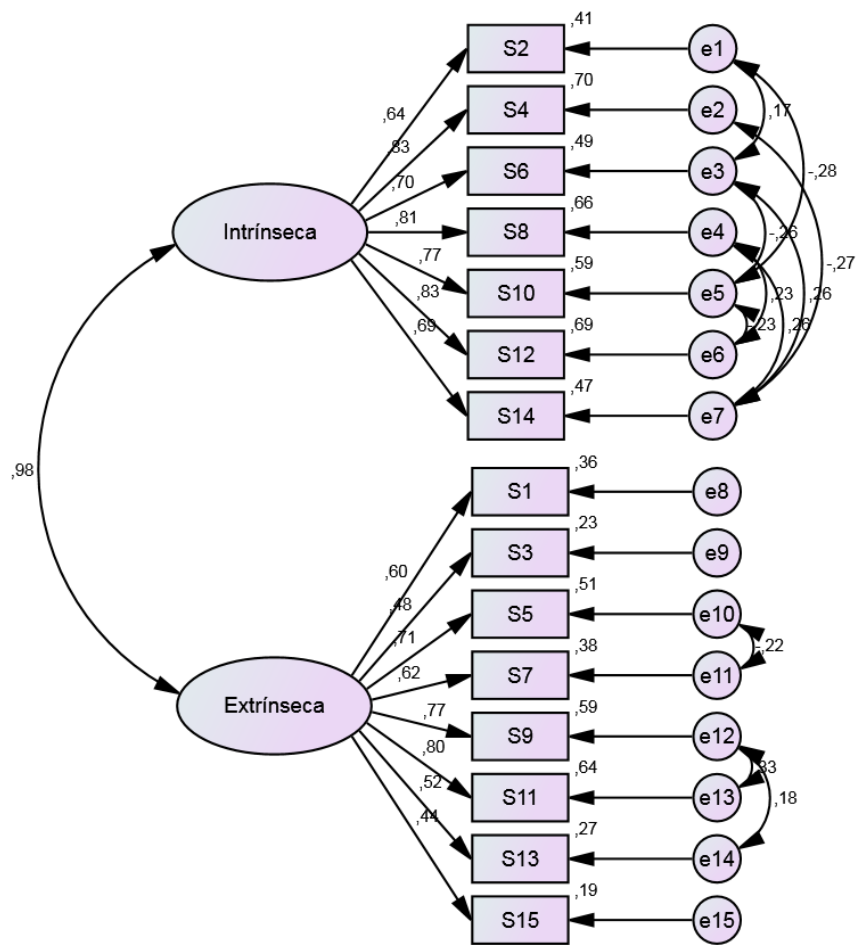 ,41
S2
e1
,70
,64
S4
e2
,17
,83
,49
S6
e3
,70
-,28
,66
Intrínseca
,81
S8
e4
-,26
-,27
,77
,59
S10
e5
,23
,26
,83
,69
S12
e6
-,23
,26
,69
,47
S14
e7
,98
,36
S1
e8
,23
S3
e9
,60
,48
,51
S5
e10
,71
-,22
,62
,38
S7
e11
Extrínseca
,77
,59
S9
e12
,80
,64
S11
e13
,33
,52
,18
,27
S13
e14
,44
,19
S15
e15